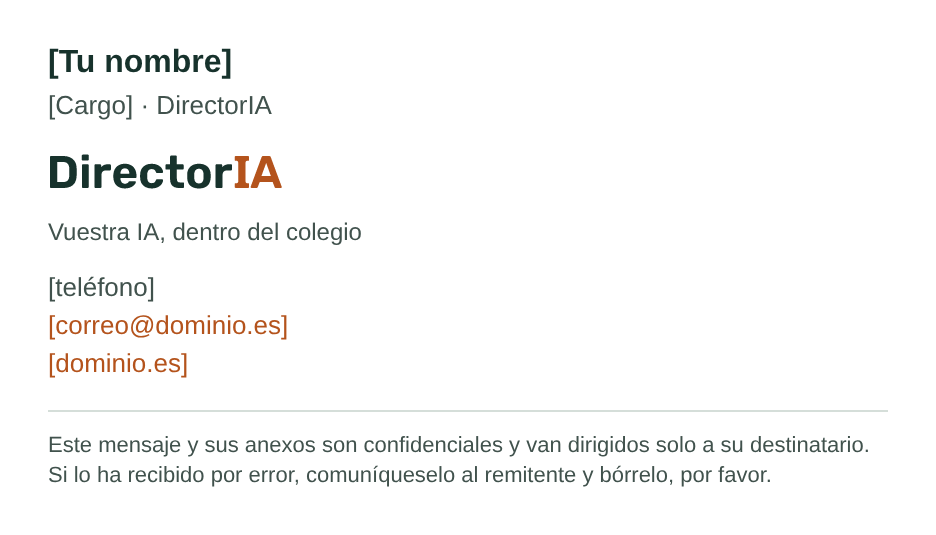 [Tu nombre]
[Cargo] · DirectorIA
DirectorIA
Vuestra IA, dentro del colegio
[teléfono]
[correo@dominio.es]
[dominio.es]
Este mensaje y sus anexos son confidenciales y van dirigidos solo a su destinatario.
Si lo ha recibido por error, comuníqueselo al remitente y bórrelo, por favor.